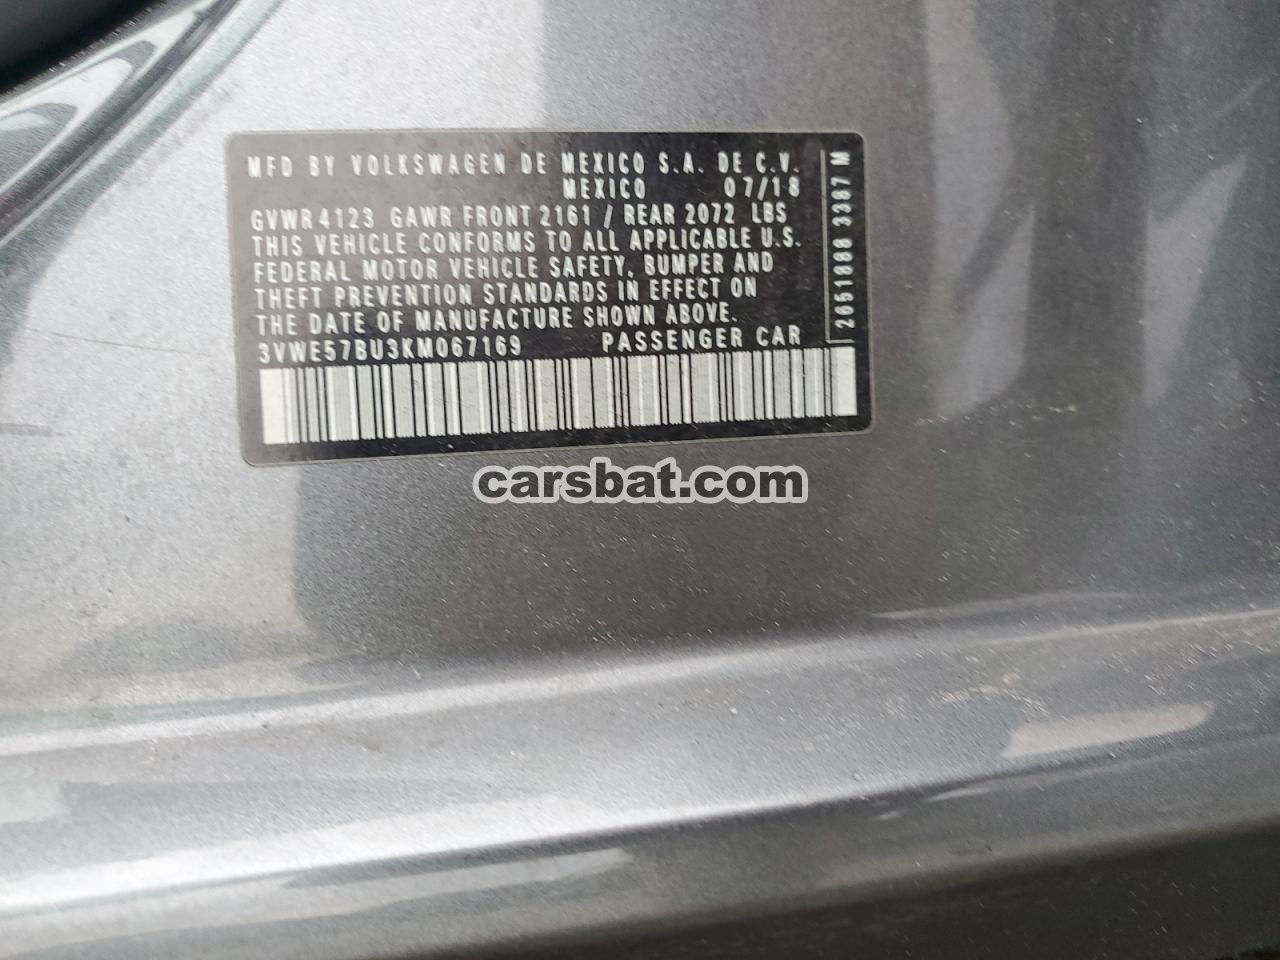 MFD BY VOLKSWAGEN DE MEXICO S.A. DE C.V.
MEXICO 07/18
GVWR 4123 GAWR FRONT 2161 / REAR 2072 LBS
THIS VEHICLE CONFORMS TO ALL APPLICABLE U.S.
FEDERAL MOTOR VEHICLE SAFETY, BUMPER AND
THEFT PREVENTION STANDARDS IN EFFECT ON
THE DATE OF MANUFACTURE SHOWN ABOVE.
3VWE57BU3KM067169 PASSENGER CAR
2651888 3387 M
carsbat.com